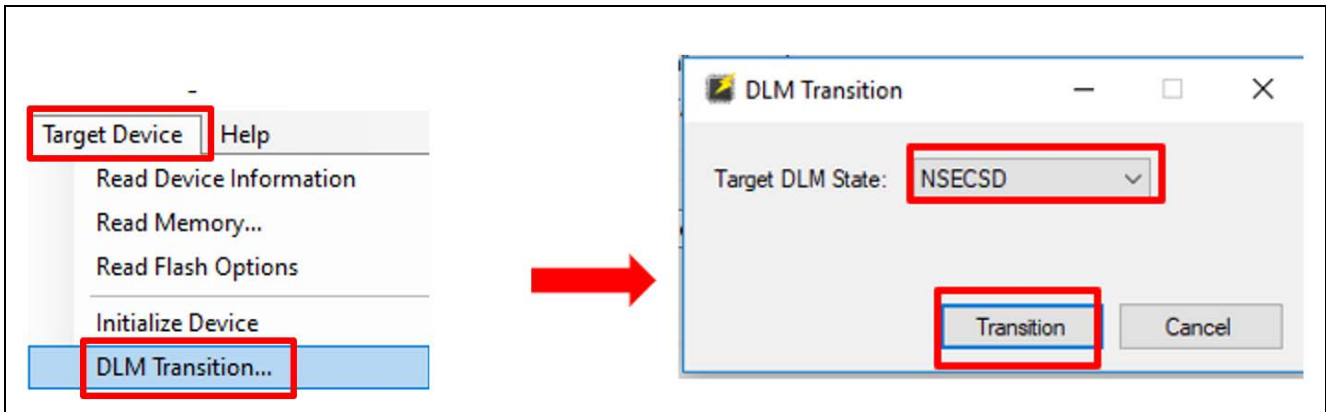 Target Device Help
Read Device Information
Read Memory...
Read Flash Options
Initialize Device
DLM Transition...
DLM Transition
Target DLM State: NSECSD
Transition Cancel